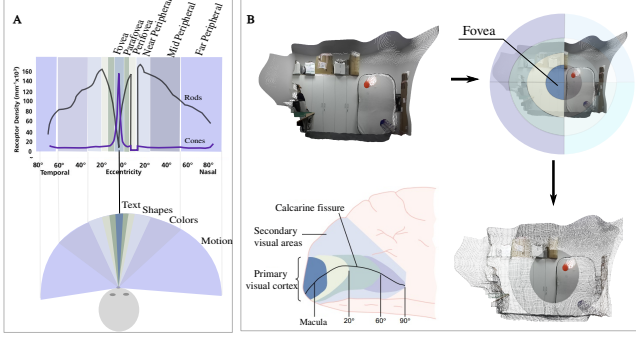 A
Fovea
Parafovea
Perifovea
Near Peripheral
Mid Peripheral
Far Peripheral
Receptor Density (mm⁻²×10³)
160
140
120
100
80
60
40
20
0
Rods
Cones
80° 60° 40° 20° 0° 20° 40° 60° 80°
Temporal Eccentricity Nasal
Text
Shapes
Colors
Motion
B
Fovea
Calcarine fissure
Secondary
visual areas
Primary
visual cortex
Macula
20°
60°
90°